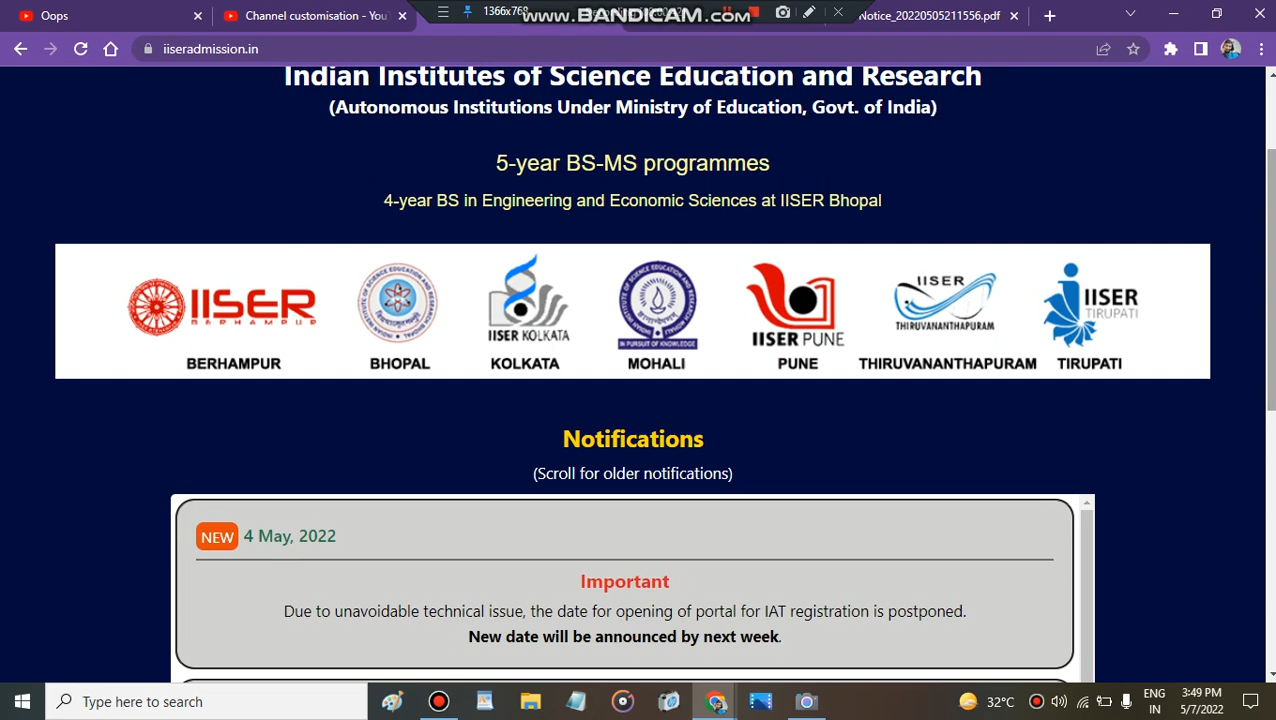 Oops
Channel customisation - You
1366x768
www.BANDICAM.com
Notice_20220505211556.pdf
iiseradmission.in
Indian Institutes of Science Education and Research
(Autonomous Institutions Under Ministry of Education, Govt. of India)
5-year BS-MS programmes
4-year BS in Engineering and Economic Sciences at IISER Bhopal
IISER
BERHAMPUR
IISER KOLKATA
IN PURSUIT OF KNOWLEDGE
IISER PUNE
IISER
THIRUVANANTHAPURAM
IISER
TIRUPATI
BERHAMPUR BHOPAL KOLKATA MOHALI PUNE THIRUVANANTHAPURAM TIRUPATI
Notifications
(Scroll for older notifications)
NEW 4 May, 2022
Important
Due to unavoidable technical issue, the date for opening of portal for IAT registration is postponed.
New date will be announced by next week.
Type here to search
32°C
ENG
IN
3:49 PM
5/7/2022